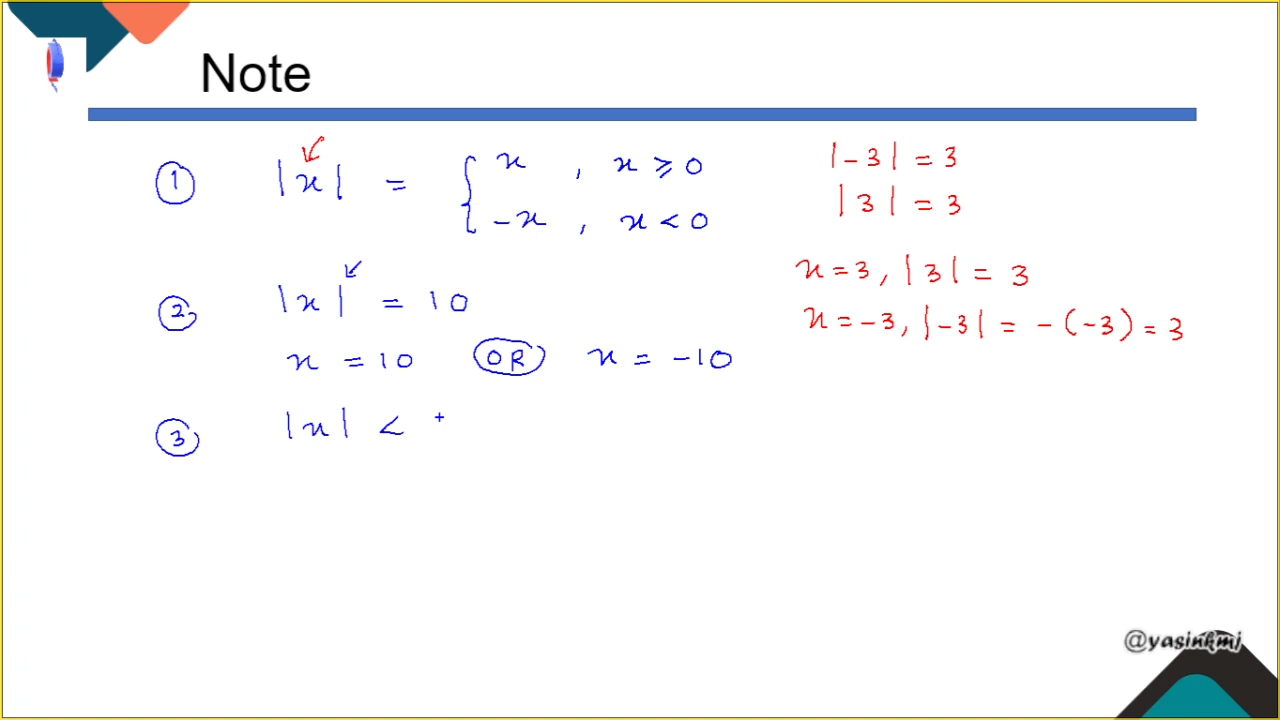 Note
① |x| = { x , x ⩾ 0
-x , x < 0
|-3| = 3
|3| = 3
x = 3, |3| = 3
x = -3, |-3| = -(-3) = 3
② |x| = 10
x = 10 OR x = -10
③ |x| < +
@yasinkmj